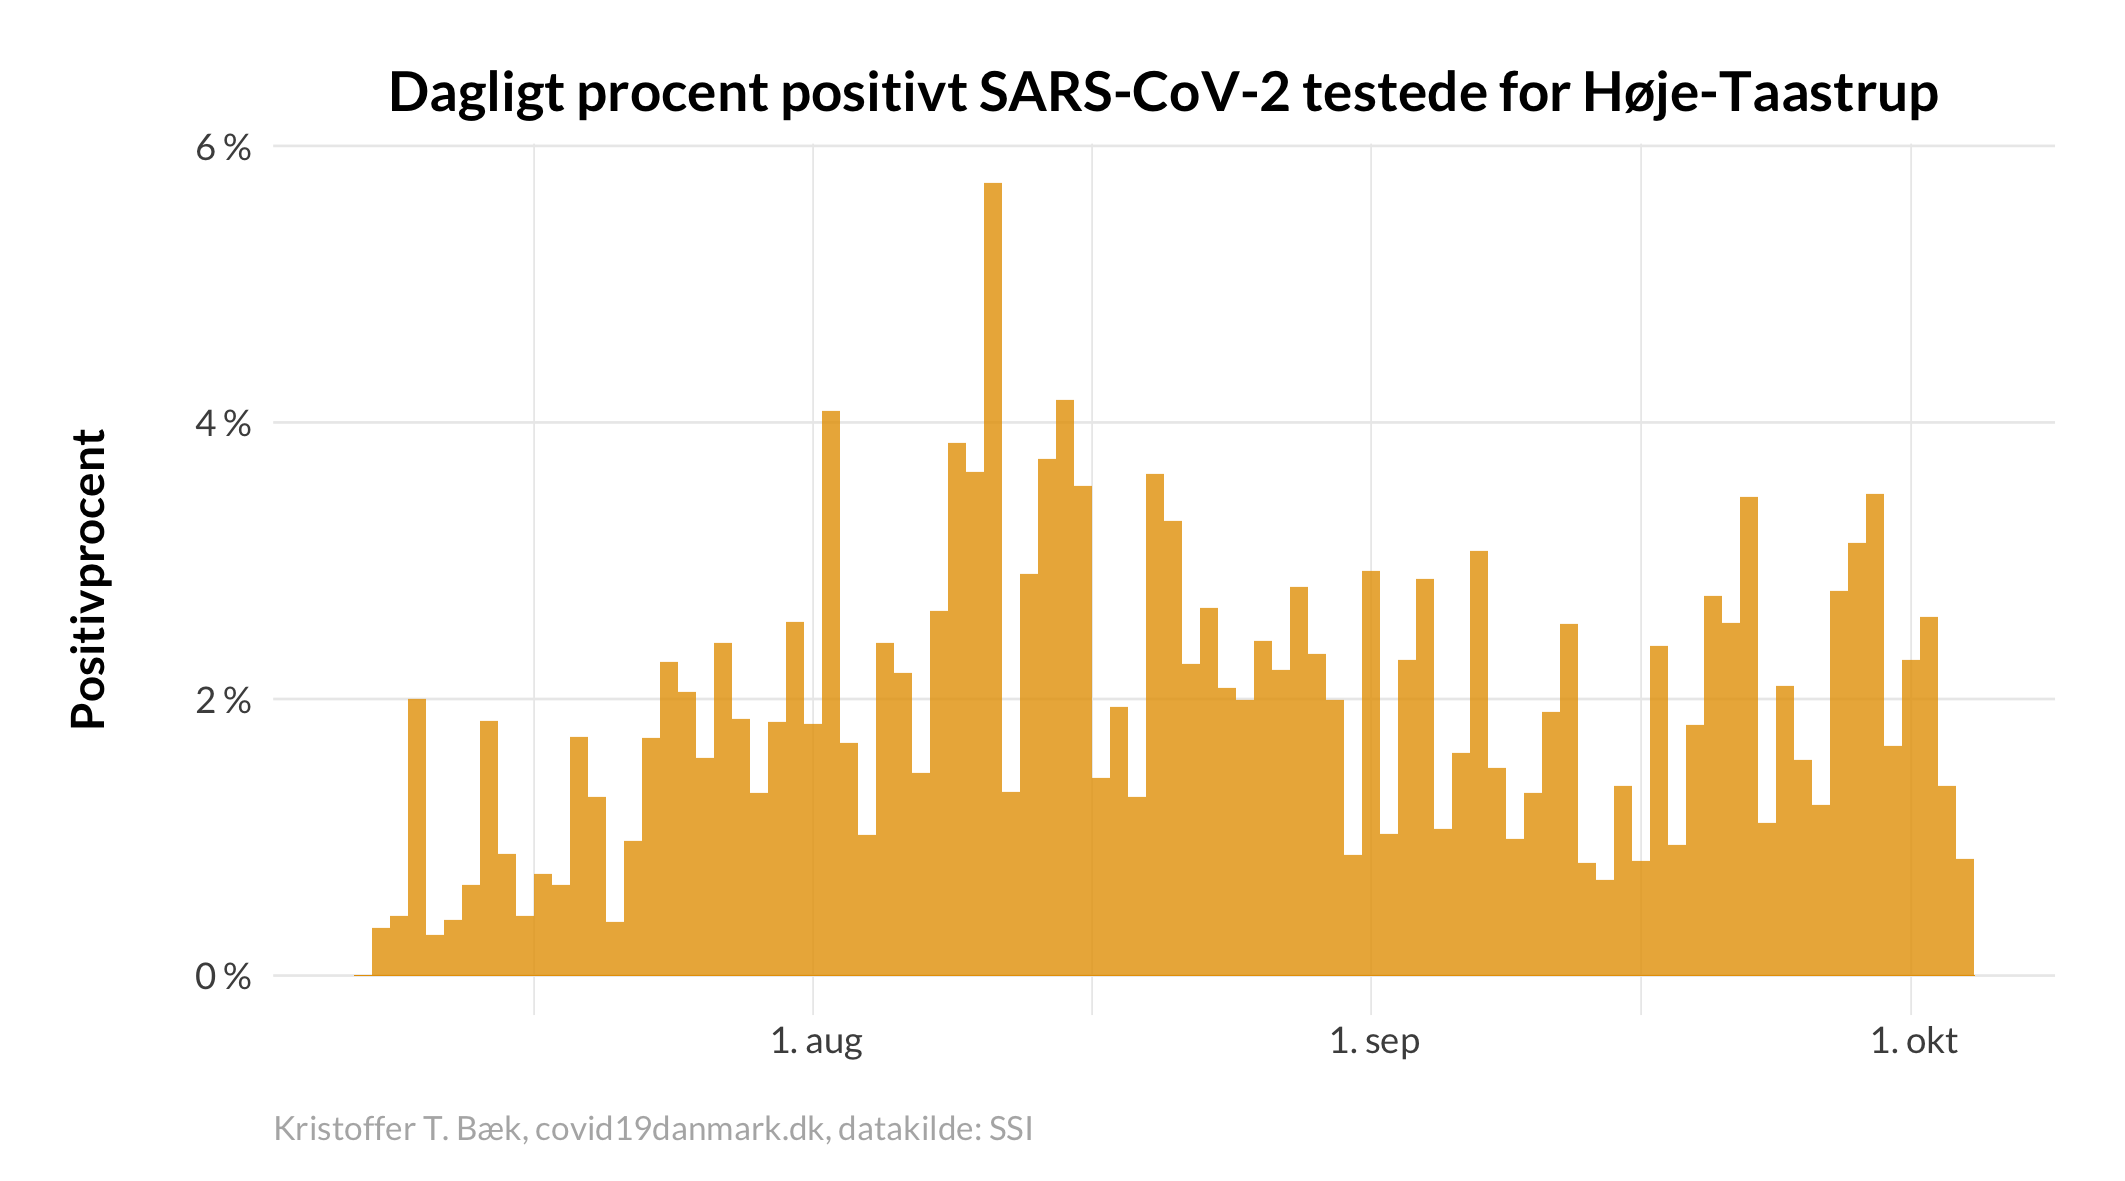 Dagligt procent positivt SARS-CoV-2 testede for Høje-Taastrup
Positivprocent
6 %
4 %
2 %
0 %
1. aug
1. sep
1. okt
Kristoffer T. Bæk, covid19danmark.dk, datakilde: SSI